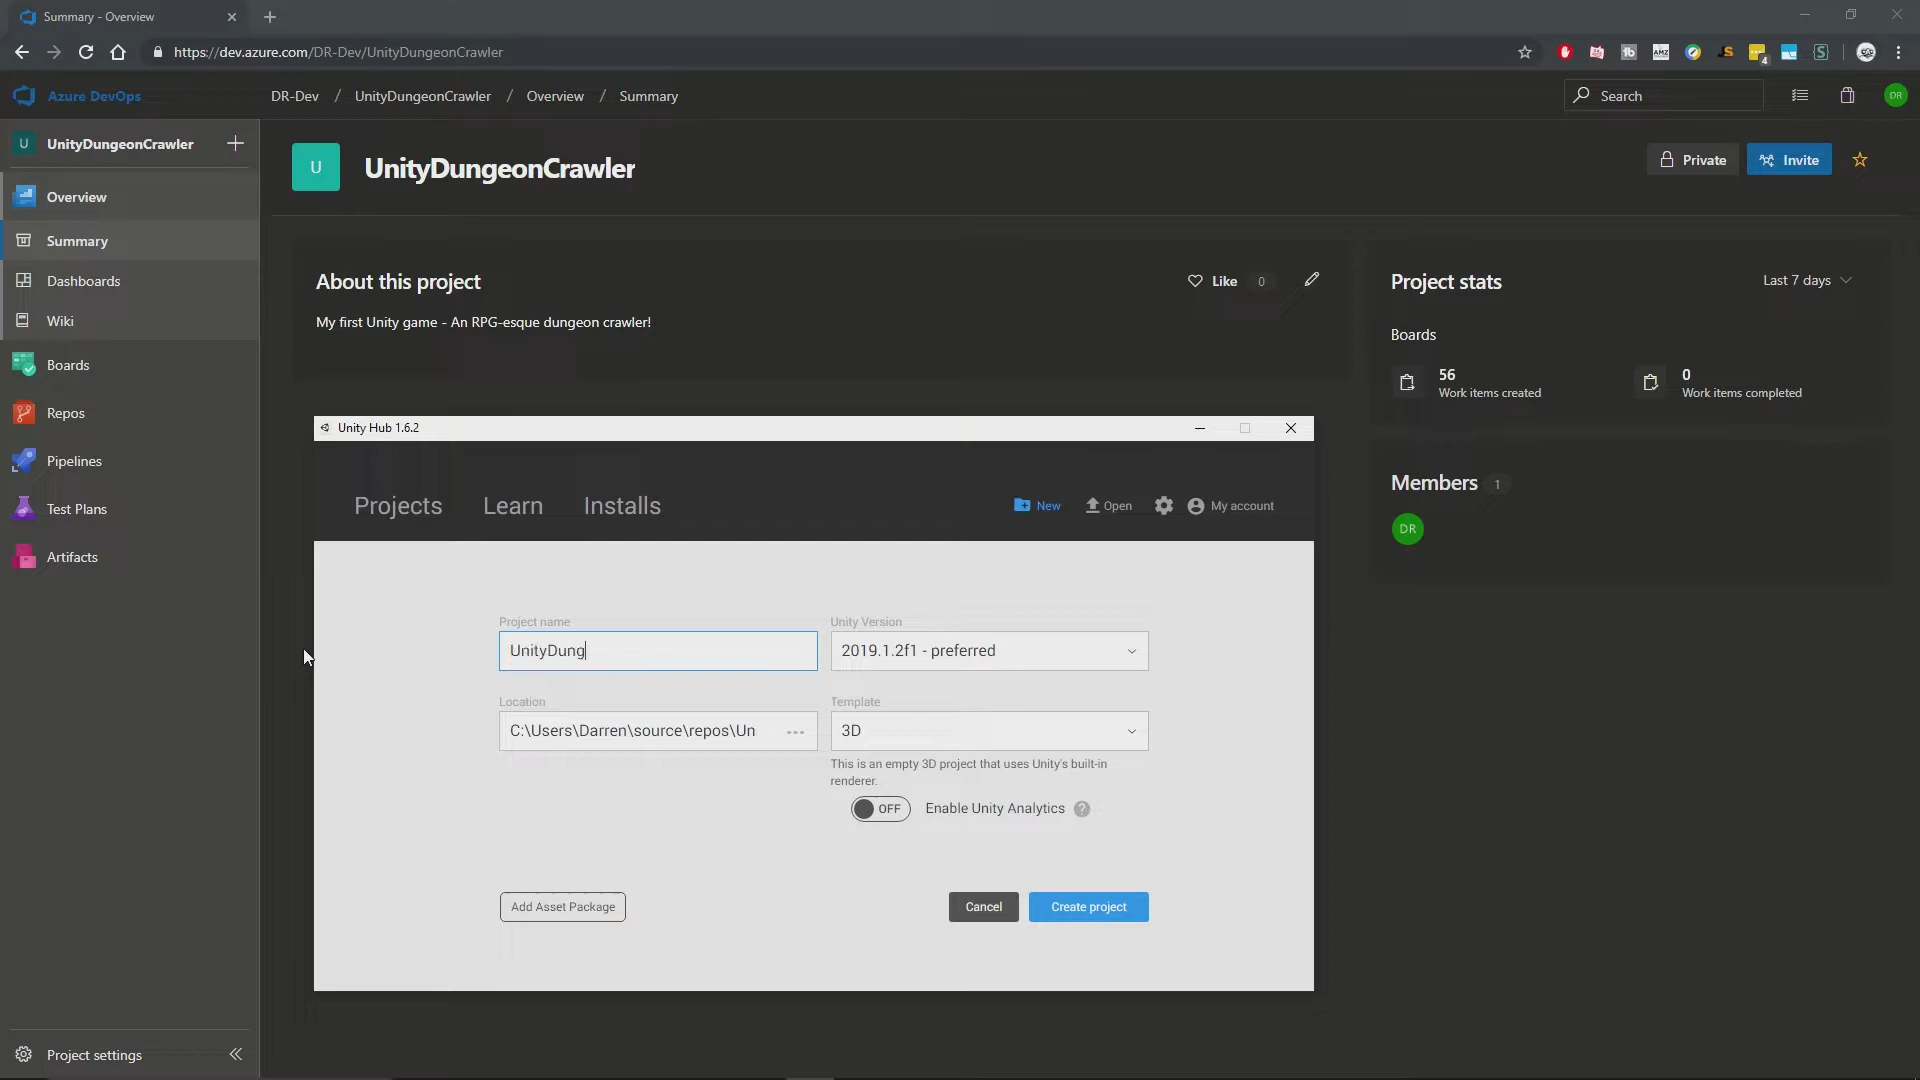 Summary - Overview
https://dev.azure.com/DR-Dev/UnityDungeonCrawler
4
Azure DevOps
DR-Dev / UnityDungeonCrawler / Overview / Summary
Search
DR
U UnityDungeonCrawler
U UnityDungeonCrawler
Private
Invite
Overview
Summary
Dashboards
Wiki
Boards
Repos
Pipelines
Test Plans
Artifacts
Project settings
About this project
Like 0
My first Unity game - An RPG-esque dungeon crawler!
Project stats
Last 7 days
Boards
56
Work items created
0
Work items completed
Members 1
DR
Unity Hub 1.6.2
Projects Learn Installs
New Open My account
Project name
UnityDung
Unity Version
2019.1.2f1 - preferred
Location
C:\Users\Darren\source\repos\Un
Template
3D
This is an empty 3D project that uses Unity's built-in
renderer.
OFF Enable Unity Analytics ?
Add Asset Package
Cancel
Create project